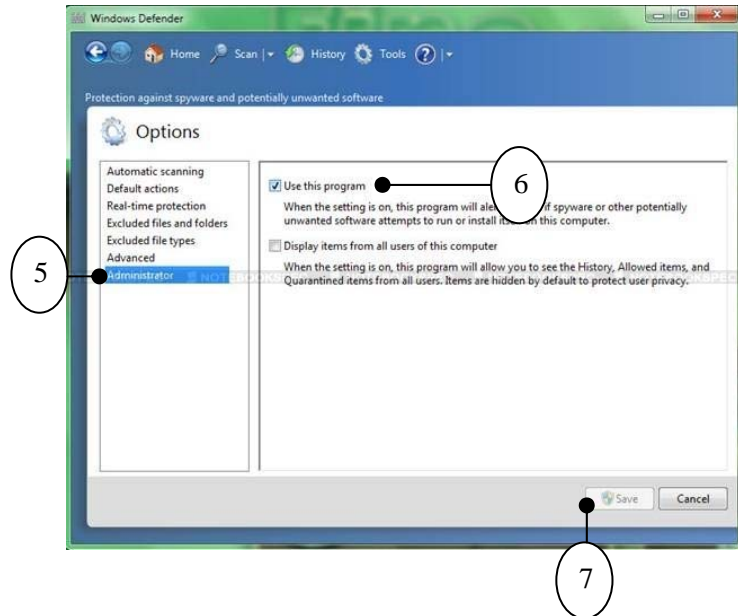 Windows Defender
Home Scan History Tools ?
Protection against spyware and potentially unwanted software
Options
Automatic scanning
Default actions
Real-time protection
Excluded files and folders
Excluded file types
Advanced
Administrator
5
Use this program
6
When the setting is on, this program will if spyware or other potentially
unwanted software attempts to run or install on this computer.
Display items from all users of this computer
When the setting is on, this program will allow you to see the History, Allowed items, and
Quarantined items from all users. Items are hidden by default to protect user privacy.
Save Cancel
7